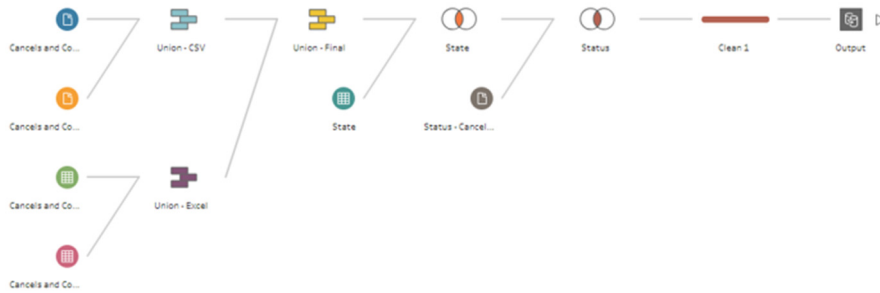 Cancels and Co...
Union - CSV
Union - Final
State
Status
Clean 1
Output
Cancels and Co...
State
Status - Cancel...
Cancels and Co...
Union - Excel
Cancels and Co...